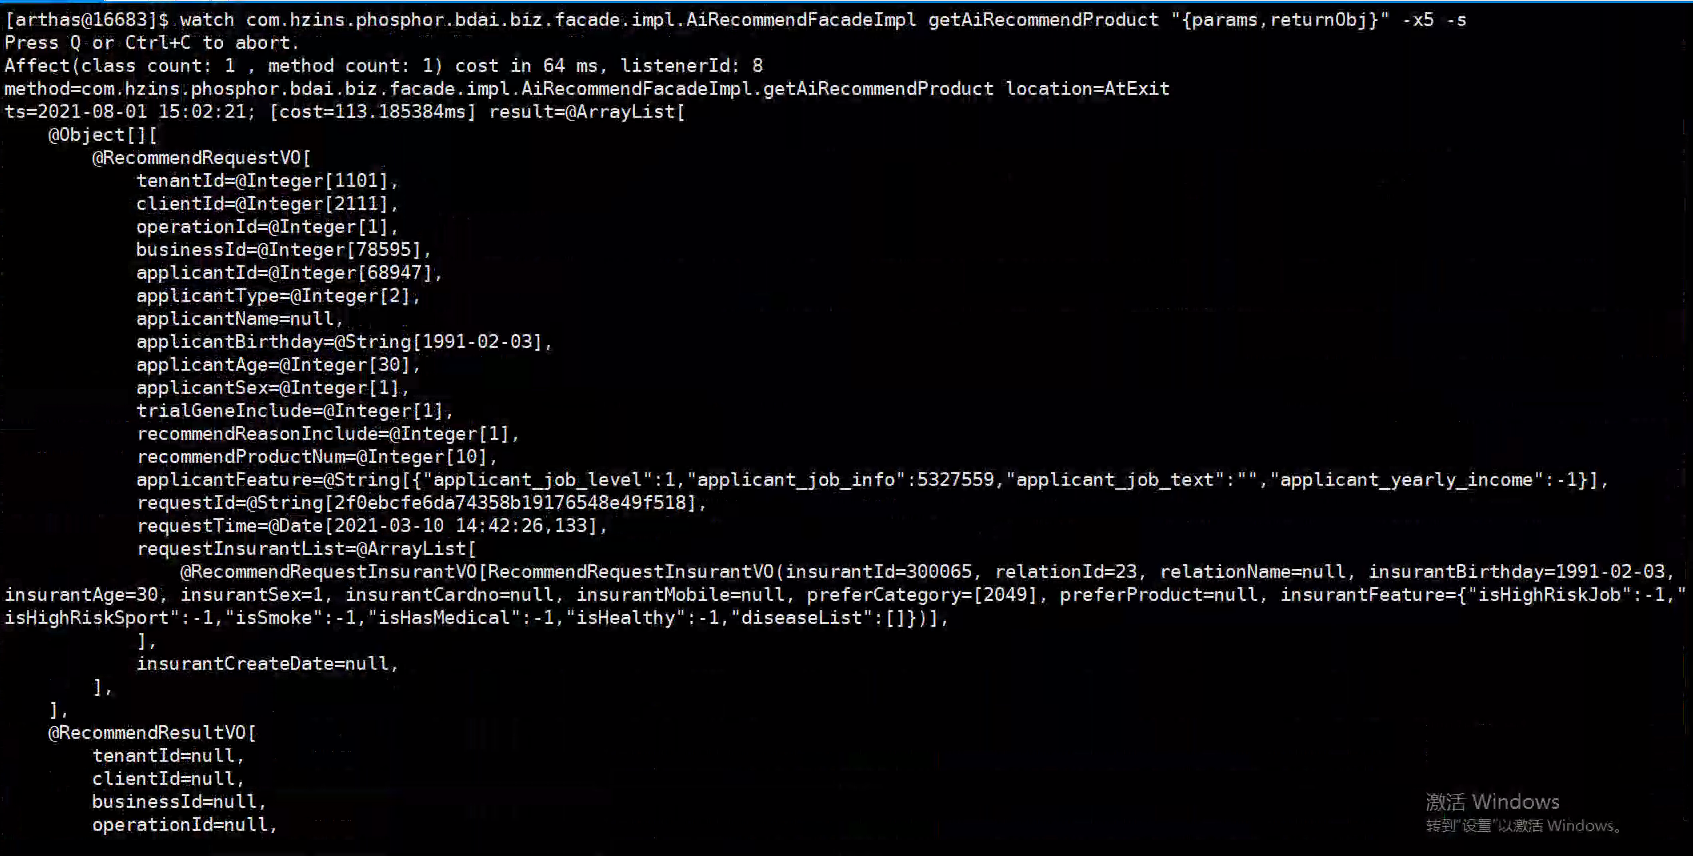 [arthas@16683]$ watch com.hzins.phosphor.bdai.biz.facade.impl.AiRecommendFacadeImpl getAiRecommendProduct "{params,returnObj}" -x5 -s
Press Q or Ctrl+C to abort.
Affect(class count: 1 , method count: 1) cost in 64 ms, listenerId: 8
method=com.hzins.phosphor.bdai.biz.facade.impl.AiRecommendFacadeImpl.getAiRecommendProduct location=AtExit
ts=2021-08-01 15:02:21; [cost=113.185384ms] result=@ArrayList[
    @Object[][
        @RecommendRequestVO[
            tenantId=@Integer[1101],
            clientId=@Integer[2111],
            operationId=@Integer[1],
            businessId=@Integer[78595],
            applicantId=@Integer[68947],
            applicantType=@Integer[2],
            applicantName=null,
            applicantBirthday=@String[1991-02-03],
            applicantAge=@Integer[30],
            applicantSex=@Integer[1],
            trialGeneInclude=@Integer[1],
            recommendReasonInclude=@Integer[1],
            recommendProductNum=@Integer[10],
            applicantFeature=@String[{"applicant_job_level":1,"applicant_job_info":5327559,"applicant_job_text":"","applicant_yearly_income":-1}],
            requestId=@String[2f0ebcfe6da74358b19176548e49f518],
            requestTime=@Date[2021-03-10 14:42:26,133],
            requestInsurantList=@ArrayList[
                @RecommendRequestInsurantVO[RecommendRequestInsurantVO(insurantId=300065, relationId=23, relationName=null, insurantBirthday=1991-02-03,
insurantAge=30, insurantSex=1, insurantCardno=null, insurantMobile=null, preferCategory=[2049], preferProduct=null, insurantFeature={"isHighRiskJob":-1,"
isHighRiskSport":-1,"isSmoke":-1,"isHasMedical":-1,"isHealthy":-1,"diseaseList":[]})],
            ],
            insurantCreateDate=null,
        ],
    ],
    @RecommendResultVO[
        tenantId=null,
        clientId=null,
        businessId=null,
        operationId=null,
激活 Windows
转到"设置"以激活 Windows。